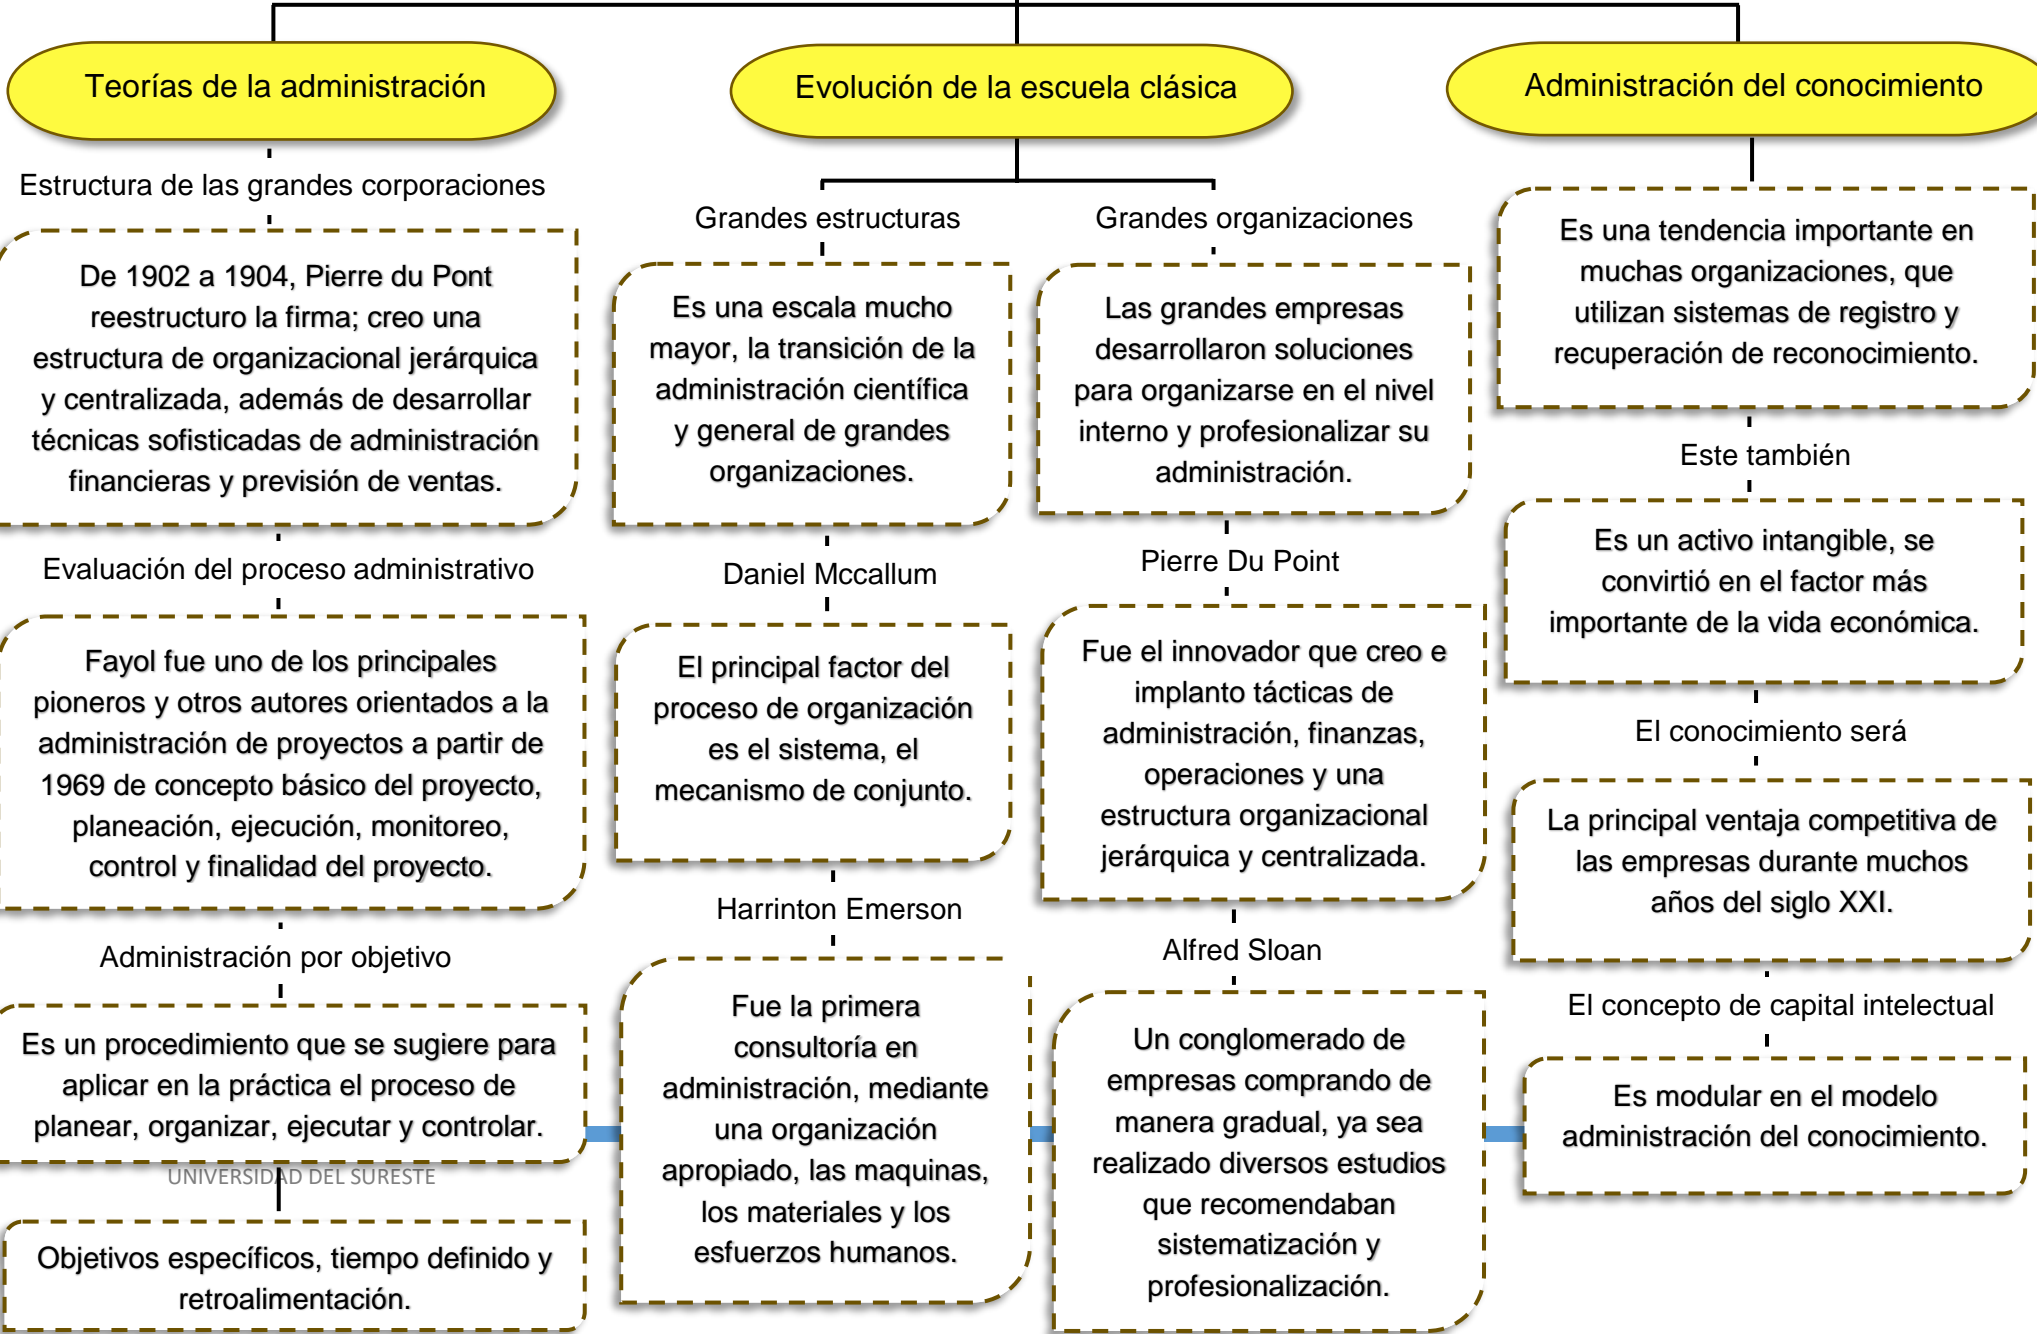 Teorías de la administración
Estructura de las grandes corporaciones
De 1902 a 1904, Pierre du Pont
reestructuro la firma; creo una
estructura de organizacional jerárquica
y centralizada, además de desarrollar
técnicas sofisticadas de administración
financieras y previsión de ventas.
Evaluación del proceso administrativo
Fayol fue uno de los principales
pioneros y otros autores orientados a la
administración de proyectos a partir de
1969 de concepto básico del proyecto,
planeación, ejecución, monitoreo,
control y finalidad del proyecto.
Administración por objetivo
Es un procedimiento que se sugiere para
aplicar en la práctica el proceso de
planear, organizar, ejecutar y controlar.
UNIVERSIDAD DEL SURESTE
Objetivos específicos, tiempo definido y
retroalimentación.
Evolución de la escuela clásica
Grandes estructuras
Es una escala mucho
mayor, la transición de la
administración científica
y general de grandes
organizaciones.
Daniel Mccallum
El principal factor del
proceso de organización
es el sistema, el
mecanismo de conjunto.
Harrinton Emerson
Fue la primera
consultoría en
administración, mediante
una organización
apropiado, las maquinas,
los materiales y los
esfuerzos humanos.
Grandes organizaciones
Las grandes empresas
desarrollaron soluciones
para organizarse en el nivel
interno y profesionalizar su
administración.
Pierre Du Point
Fue el innovador que creo e
implanto tácticas de
administración, finanzas,
operaciones y una
estructura organizacional
jerárquica y centralizada.
Alfred Sloan
Un conglomerado de
empresas comprando de
manera gradual, ya sea
realizado diversos estudios
que recomendaban
sistematización y
profesionalización.
Administración del conocimiento
Es una tendencia importante en
muchas organizaciones, que
utilizan sistemas de registro y
recuperación de reconocimiento.
Este también
Es un activo intangible, se
convirtió en el factor más
importante de la vida económica.
El conocimiento será
La principal ventaja competitiva de
las empresas durante muchos
años del siglo XXI.
El concepto de capital intelectual
Es modular en el modelo
administración del conocimiento.